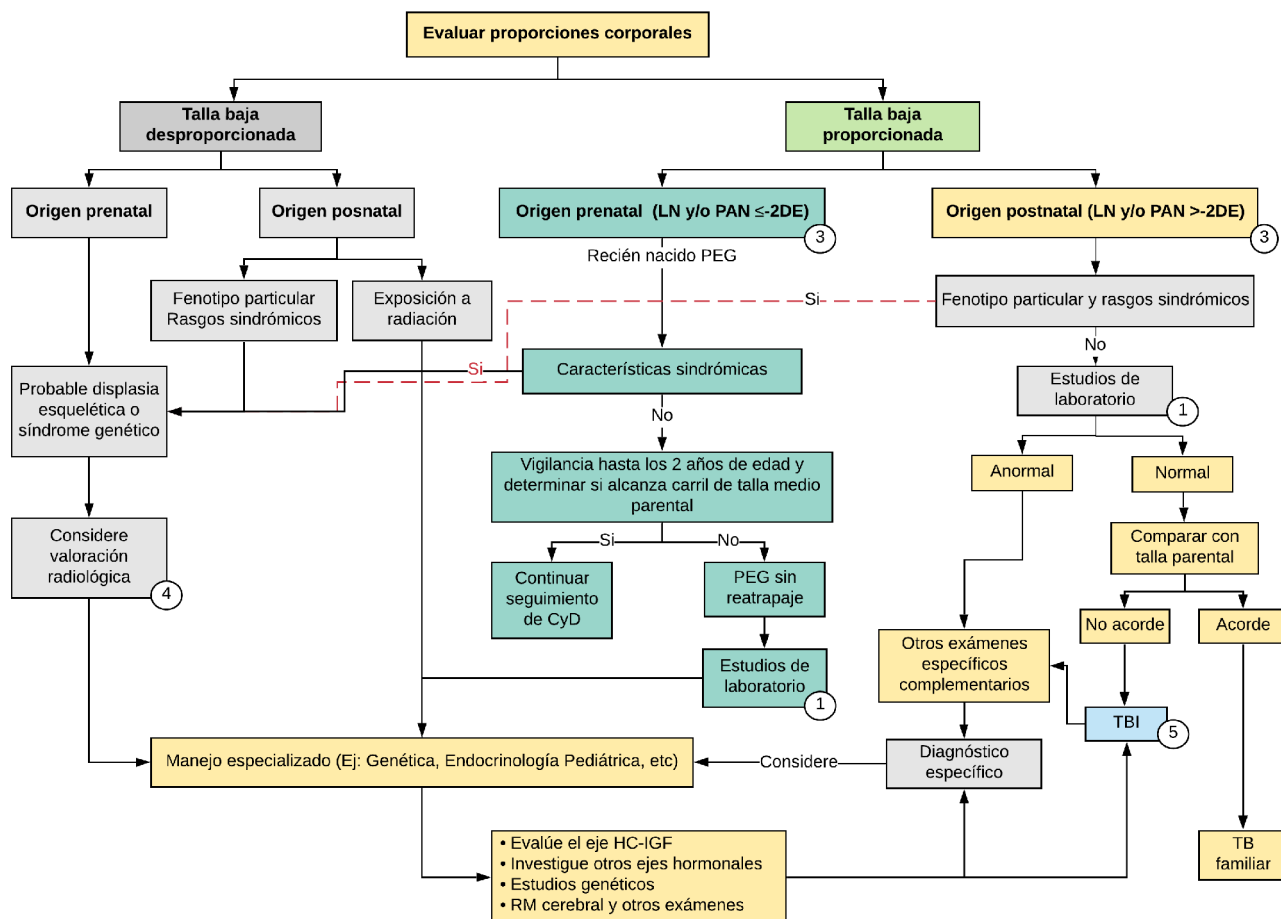 Evaluar proporciones corporales
Talla baja
desproporcionada
Talla baja
proporcionada
Origen prenatal
Origen posnatal
Origen prenatal (LN y/o PAN ≤-2DE)
3
Origen postnatal (LN y/o PAN >-2DE)
3
Recién nacido PEG
Fenotipo particular
Rasgos sindrómicos
Exposición a
radiación
Si
Fenotipo particular y rasgos sindrómicos
No
Probable displasia
esquelética o
síndrome genético
Si
Características sindrómicas
Estudios de
laboratorio
1
No
Vigilancia hasta los 2 años de edad y
determinar si alcanza carril de talla medio
parental
Anormal
Normal
Considere
valoración
radiológica
4
Si
No
Comparar con
talla parental
Continuar
seguimiento
de CyD
PEG sin
reatrapaje
No acorde
Acorde
Estudios de
laboratorio
1
Otros exámenes
específicos
complementarios
TBI
5
Manejo especializado (Ej: Genética, Endocrinología Pediátrica, etc)
Considere
Diagnóstico
específico
• Evalúe el eje HC-IGF
• Investigue otros ejes hormonales
• Estudios genéticos
• RM cerebral y otros exámenes
TB
familiar